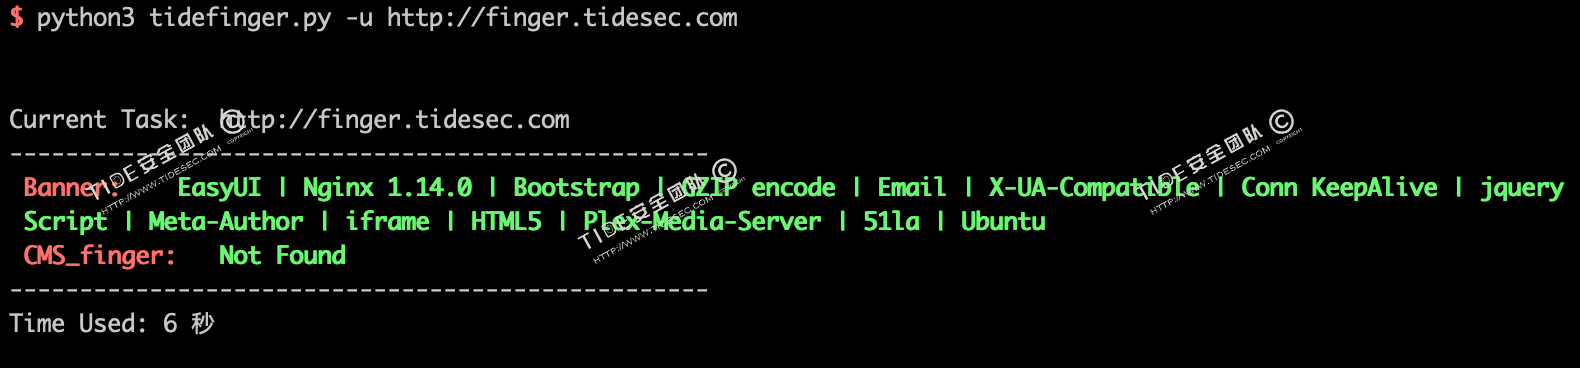 $ python3 tidefinger.py -u http://finger.tidesec.com
Current Task: http://finger.tidesec.com
--------------------------------------------------
Banner: EasyUI | Nginx 1.14.0 | Bootstrap | GZIP encode | Email | X-UA-Compatible | Conn KeepAlive | jquery
Script | Meta-Author | iframe | HTML5 | Plex-Media-Server | 51la | Ubuntu
CMS_finger: Not Found
--------------------------------------------------
Time Used: 6 秒
TIDE安全团队 © COPYRIGHT
HTTP://WWW.TIDESEC.COM
TIDE安全团队 © COPYRIGHT
HTTP://WWW.TIDESEC.COM
TIDE安全团队 © COPYRIGHT
HTTP://WWW.TIDESEC.COM